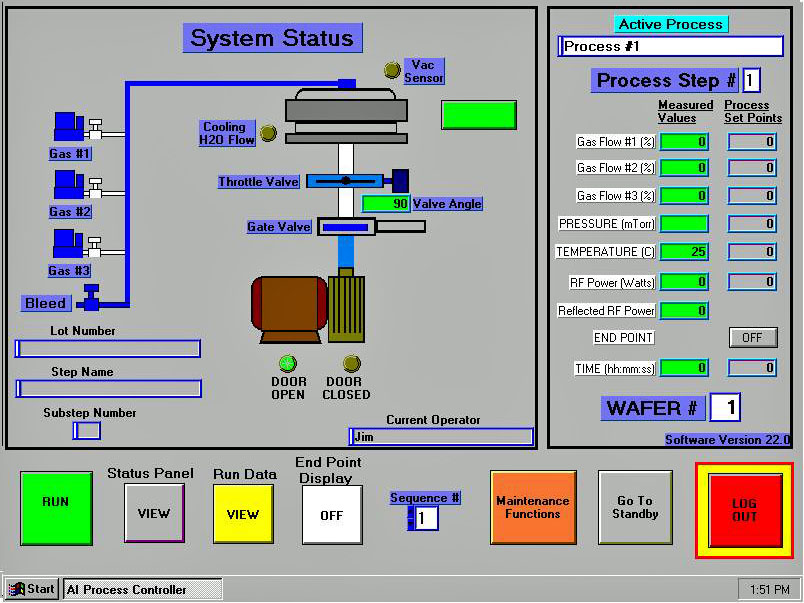 System Status
Vac
Sensor
Cooling
H2O Flow
Gas #1
Throttle Valve
90 Valve Angle
Gas #2
Gate Valve
Gas #3
Bleed
Lot Number
Step Name
Substep Number
DOOR
OPEN
DOOR
CLOSED
Current Operator
Jim
Active Process
Process #1
Process Step # 1
Measured
Values
Process
Set Points
Gas Flow #1 (%) 0 0
Gas Flow #2 (%) 0 0
Gas Flow #3 (%) 0 0
PRESSURE (mTorr) 0
TEMPERATURE (C) 25 0
RF Power (Watts) 0 0
Reflected RF Power 0
END POINT OFF
TIME (hh:mm:ss) 0 0
WAFER # 1
Software Version 22.0
RUN
Status Panel
VIEW
Run Data
VIEW
End Point
Display
OFF
Sequence #
1
Maintenance
Functions
Go To
Standby
LOG
OUT
Start
AI Process Controller
1:51 PM